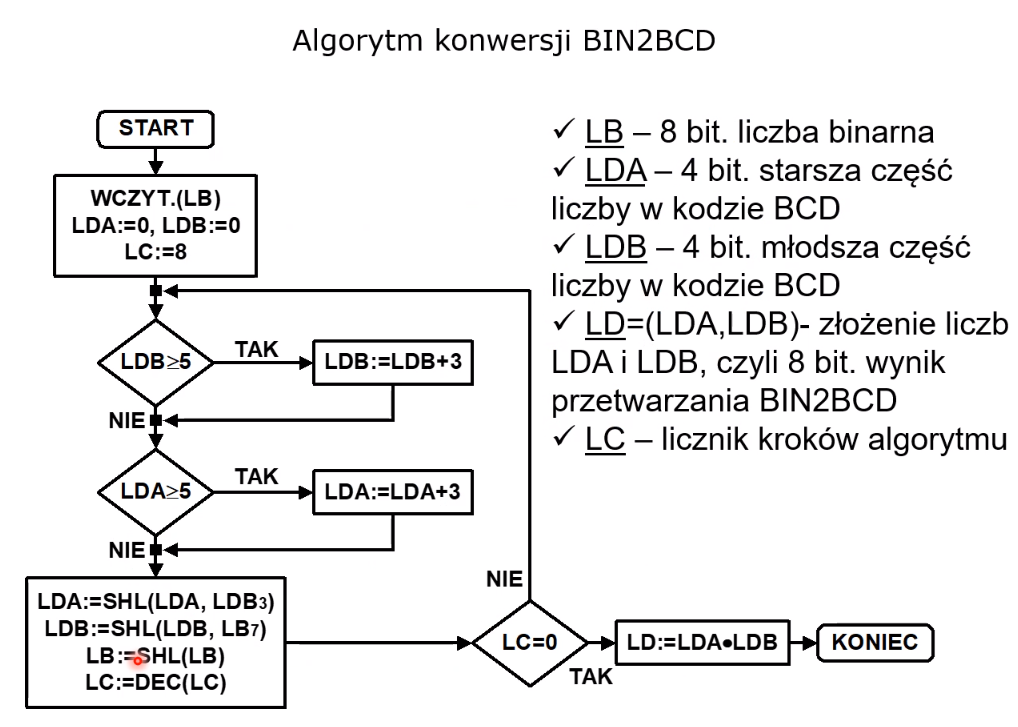 Algorytm konwersji BIN2BCD
START
WCZYT.(LB)
LDA:=0, LDB:=0
LC:=8
LDB≥5
TAK
LDB:=LDB+3
NIE
LDA≥5
TAK
LDA:=LDA+3
NIE
LDA:=SHL(LDA, LDB3)
LDB:=SHL(LDB, LB7)
LB:=SHL(LB)
LC:=DEC(LC)
NIE
LC=0
TAK
LD:=LDA•LDB
KONIEC
✓ LB – 8 bit. liczba binarna
✓ LDA – 4 bit. starsza część
liczby w kodzie BCD
✓ LDB – 4 bit. młodsza część
liczby w kodzie BCD
✓ LD=(LDA,LDB)- złożenie liczb
LDA i LDB, czyli 8 bit. wynik
przetwarzania BIN2BCD
✓ LC – licznik kroków algorytmu